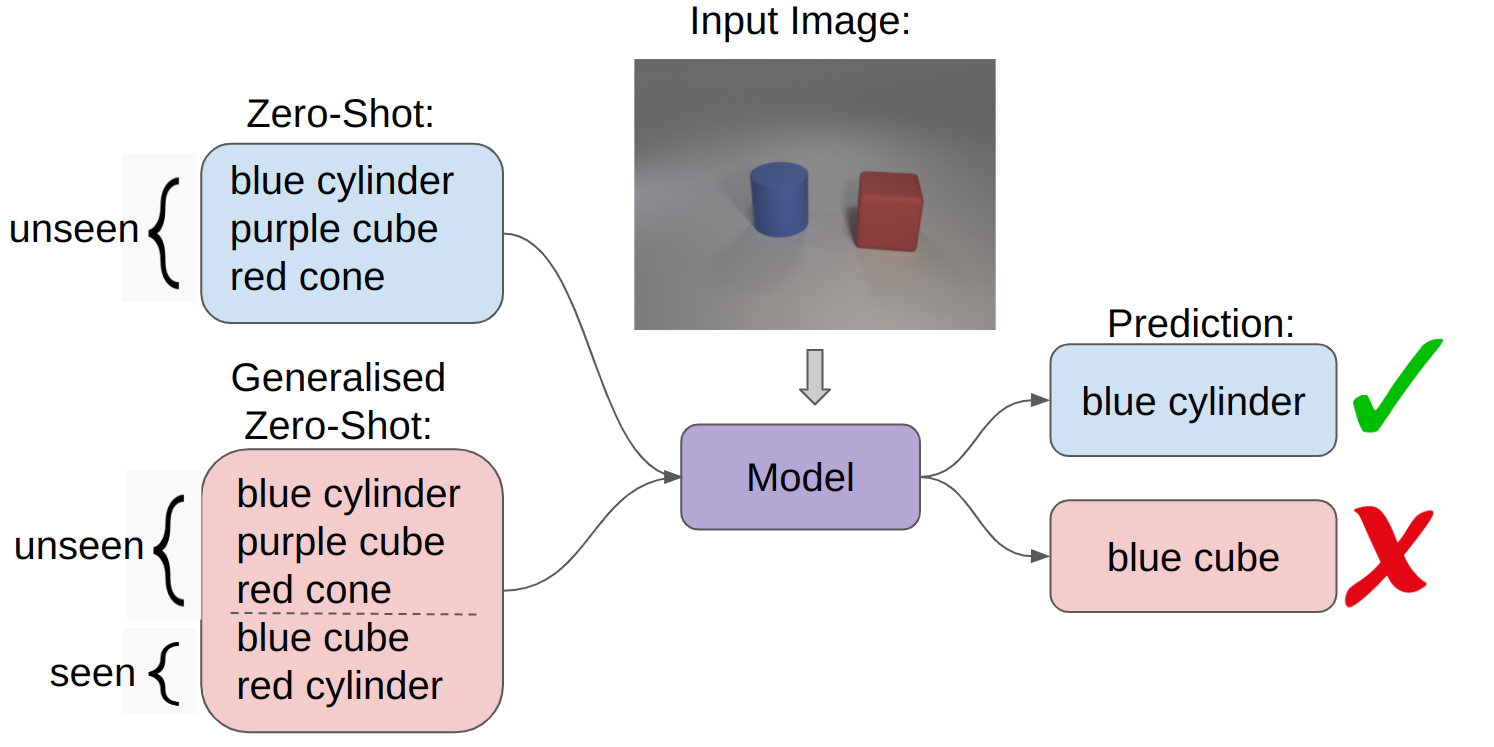 Input Image:
Zero-Shot:
unseen
blue cylinder
purple cube
red cone
Generalised
Zero-Shot:
unseen
blue cylinder
purple cube
red cone
seen
blue cube
red cylinder
Model
Prediction:
blue cylinder
blue cube